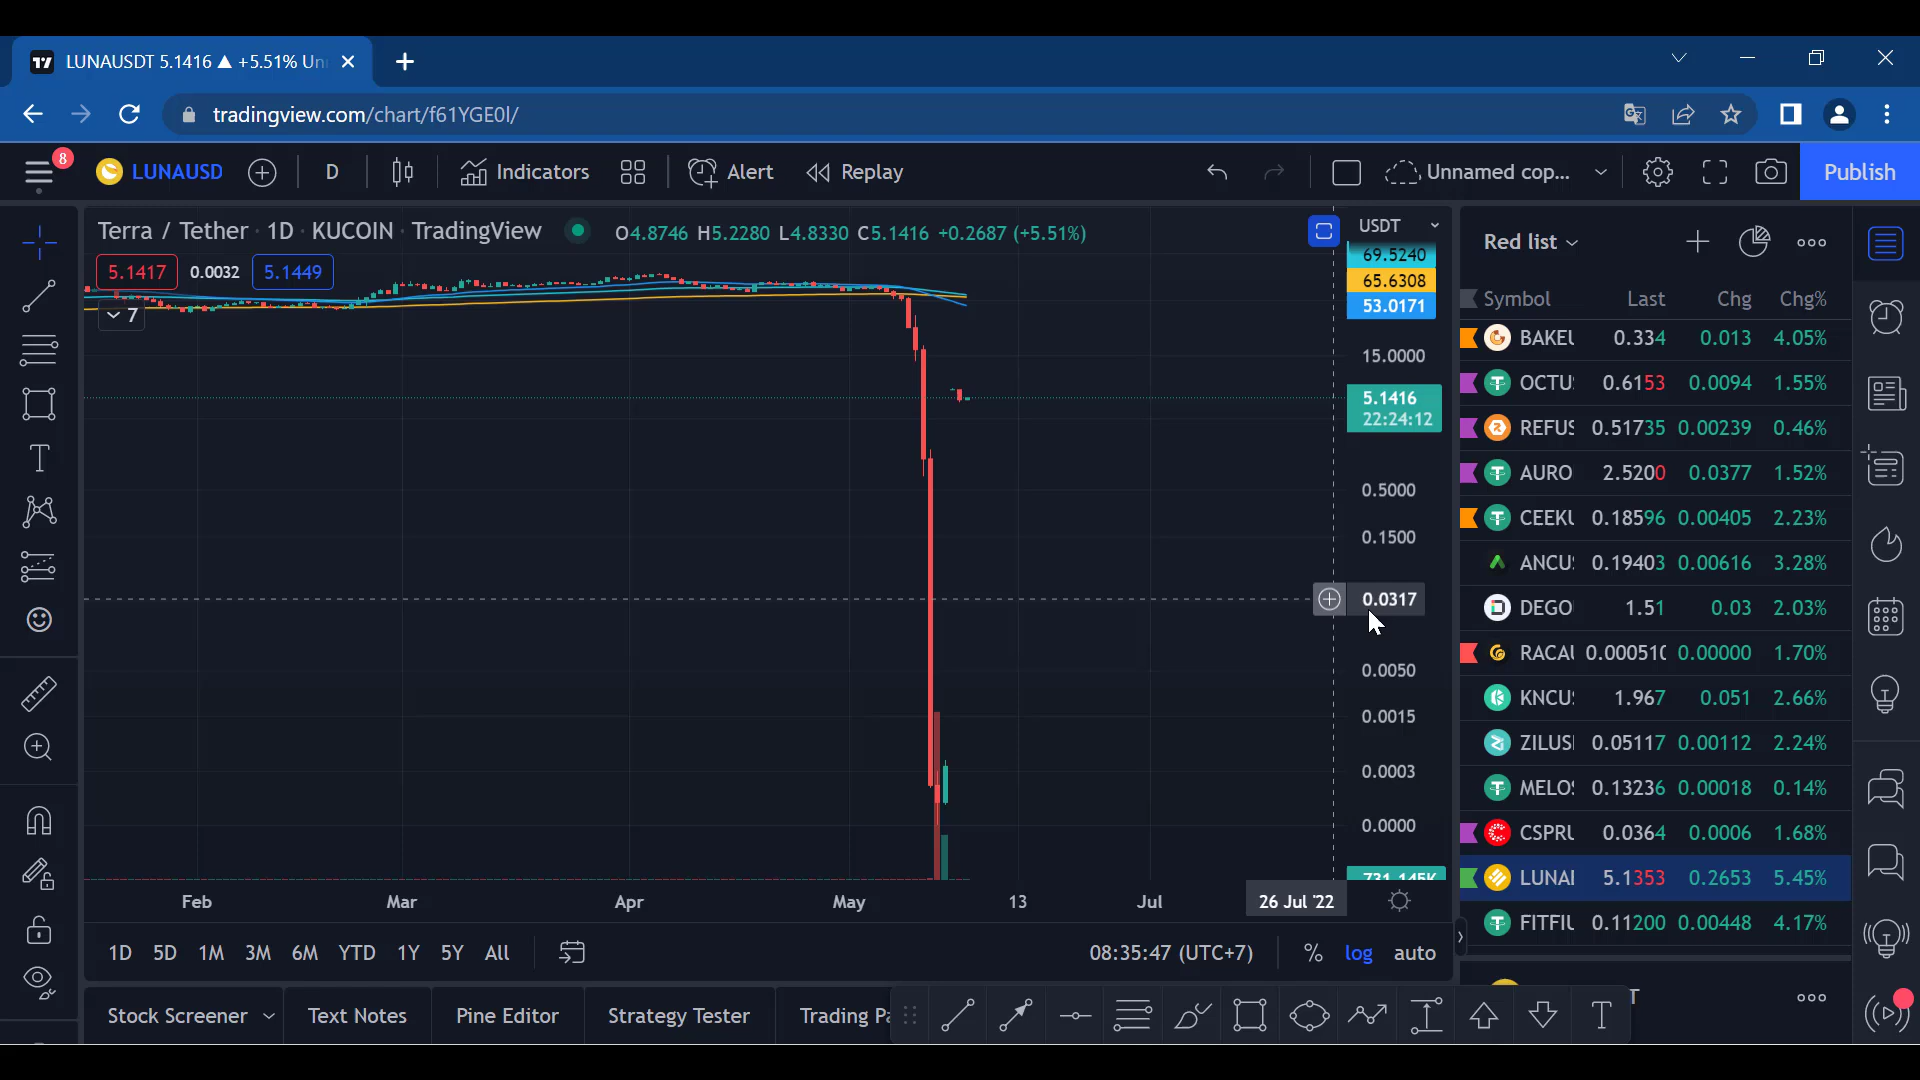 LUNAUSDT 5.1416 ▲ +5.51% Un
tradingview.com/chart/f61YGE0l/
8
LUNAUSD D Indicators Alert Replay Unnamed cop... Publish
Terra / Tether · 1D · KUCOIN · TradingView O4.8746 H5.2280 L4.8330 C5.1416 +0.2687 (+5.51%)
5.1417 0.0032 5.1449
7
USDT
69.5240
65.6308
53.0171
15.0000
5.1416
22:24:12
0.5000
0.1500
0.0317
0.0050
0.0015
0.0003
0.0000
731.145K
Feb Mar Apr May 13 Jul 26 Jul '22
1D 5D 1M 3M 6M YTD 1Y 5Y All 08:35:47 (UTC+7) % log auto
Stock Screener Text Notes Pine Editor Strategy Tester Trading Pa
Red list
Symbol Last Chg Chg%
BAKEU 0.334 0.013 4.05%
OCTU 0.6153 0.0094 1.55%
REFUS 0.51735 0.00239 0.46%
AURO 2.5200 0.0377 1.52%
CEEKU 0.18596 0.00405 2.23%
ANCU 0.19403 0.00616 3.28%
DEGO 1.51 0.03 2.03%
RACAU 0.000510 0.00000 1.70%
KNCU 1.967 0.051 2.66%
ZILUS 0.05117 0.00112 2.24%
MELO 0.13236 0.00018 0.14%
CSPRU 0.0364 0.0006 1.68%
LUNAU 5.1353 0.2653 5.45%
FITFIU 0.11200 0.00448 4.17%
T